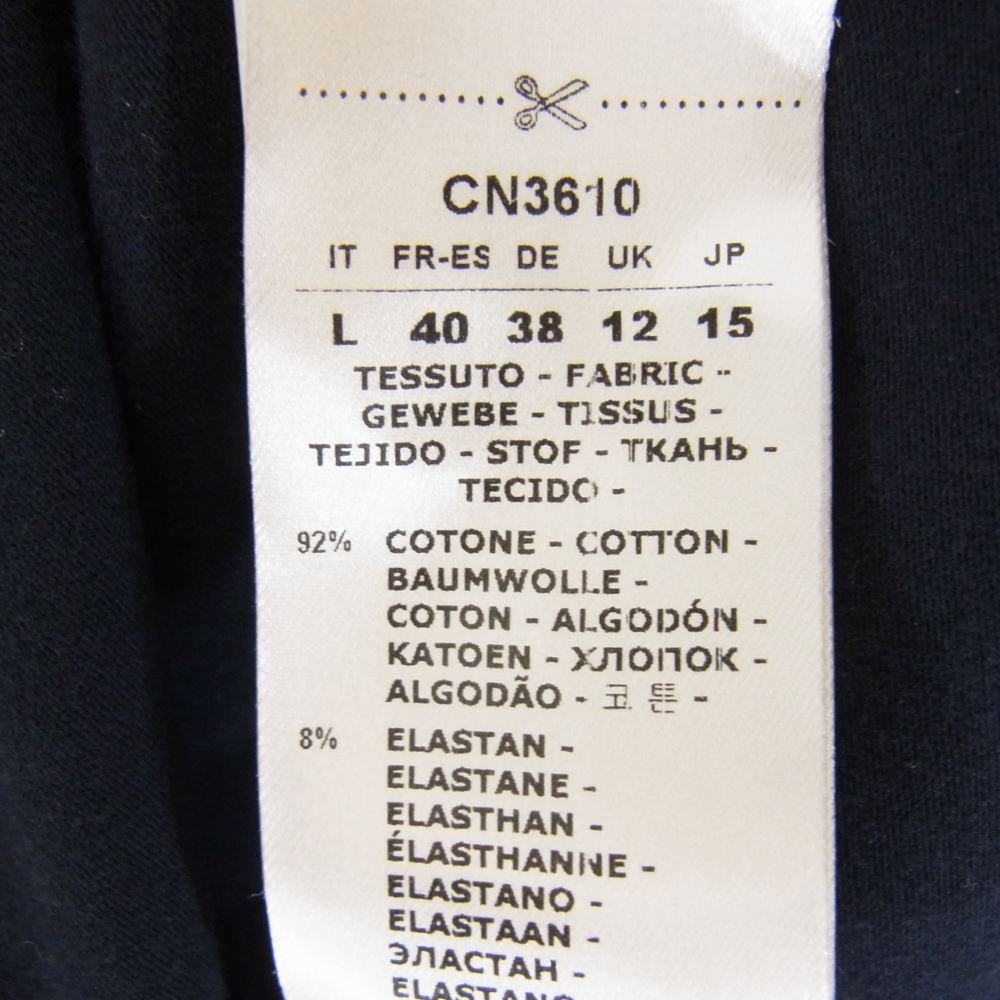 CN3610
IT FR-ES DE UK JP
L 40 38 12 15
TESSUTO - FABRIC -
GEWEBE - TISSUS -
TEJIDO - STOF - ТКАНЬ -
TECIDO -
92% COTONE - COTTON -
BAUMWOLLE -
COTON - ALGODÓN -
KATOEN - ХЛОПОК -
ALGODÃO - 코튼 -
8% ELASTAN -
ELASTANE -
ELASTHAN -
ÉLASTHANNE -
ELASTANO -
ELASTAAN -
ЭЛАСТАН -
ELASTANO